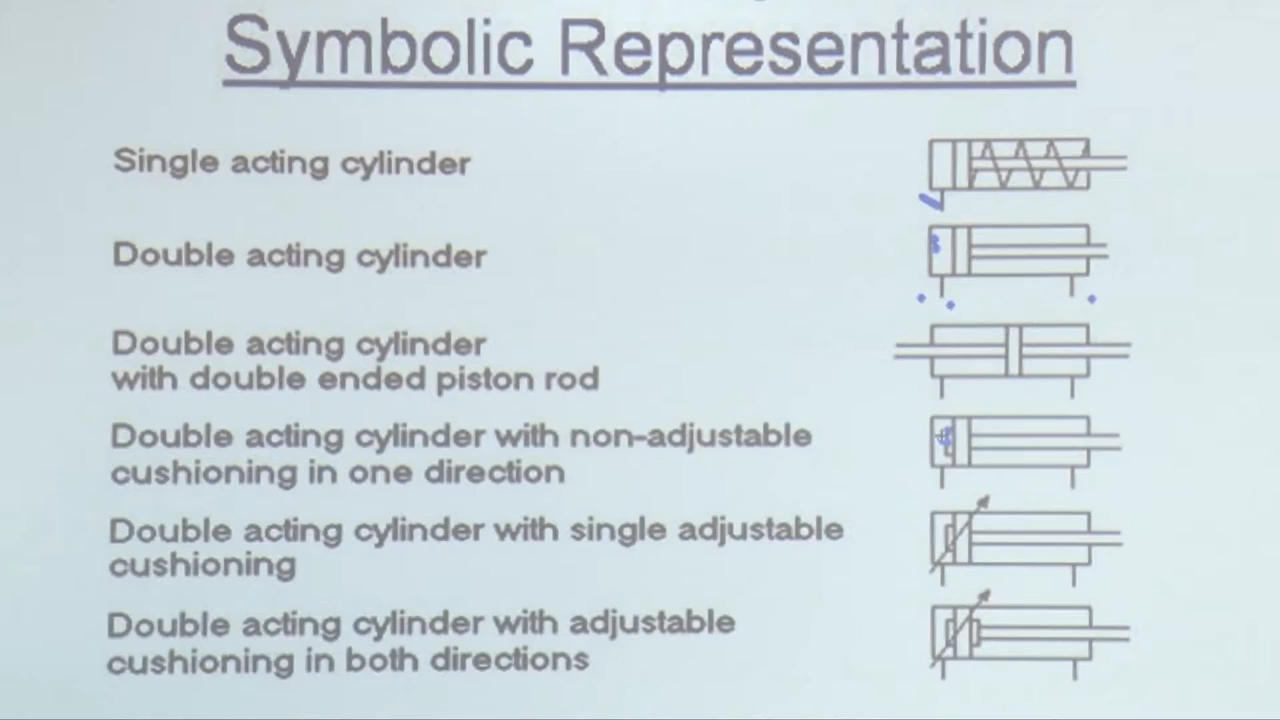 Symbolic Representation
Single acting cylinder
Double acting cylinder
Double acting cylinder
with double ended piston rod
Double acting cylinder with non-adjustable
cushioning in one direction
Double acting cylinder with single adjustable
cushioning
Double acting cylinder with adjustable
cushioning in both directions